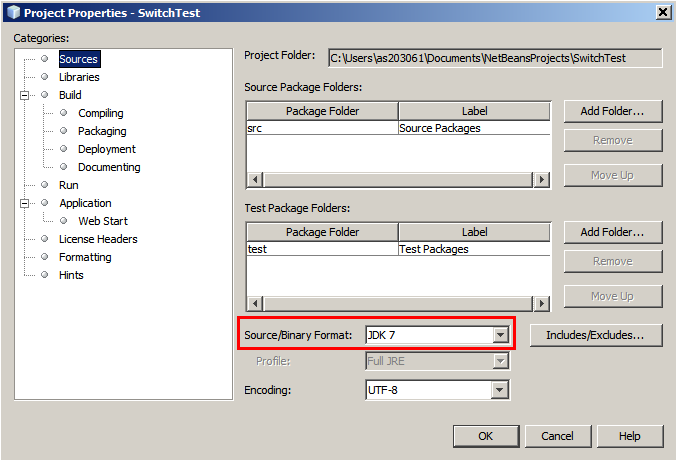 Project Properties - SwitchTest
Categories:
Sources
Libraries
Build
Compiling
Packaging
Deployment
Documenting
Run
Application
Web Start
License Headers
Formatting
Hints
Project Folder: C:\Users\as203061\Documents\NetBeansProjects\SwitchTest
Source Package Folders:
Package Folder Label
src Source Packages
Add Folder...
Remove
Move Up
Test Package Folders:
Package Folder Label
test Test Packages
Add Folder...
Remove
Move Up
Source/Binary Format: JDK 7 Includes/Excludes...
Profile: Full JRE
Encoding: UTF-8
OK Cancel Help